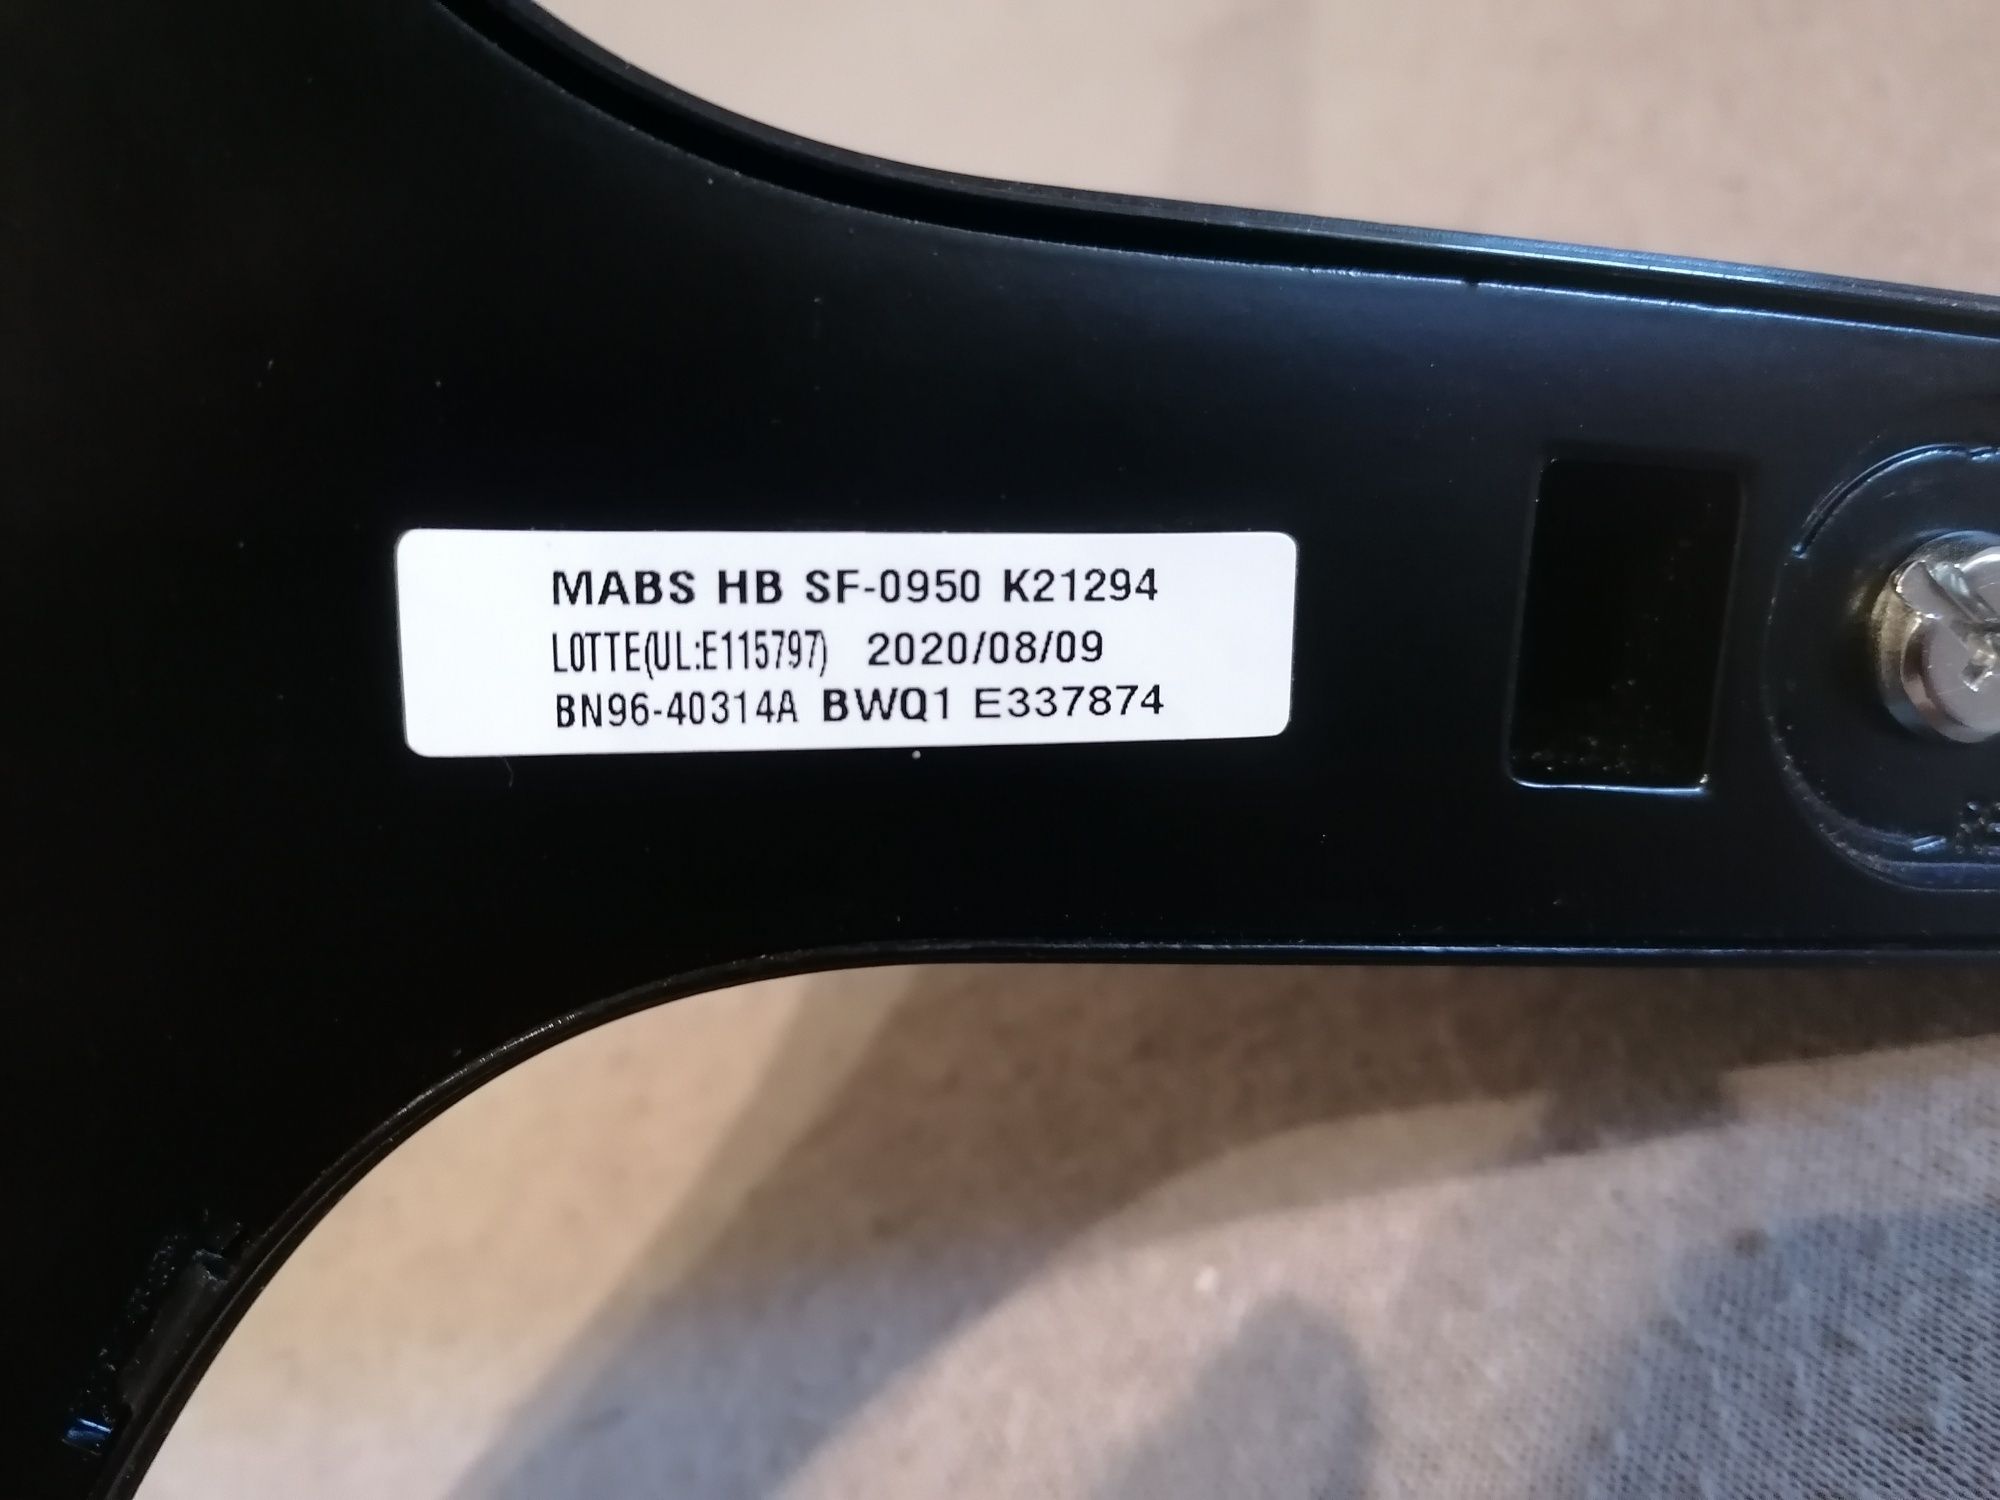 MABS HB SF-0950 K21294
LOTTE(UL:E115797) 2020/08/09
BN96-40314A BWQ1 E337874